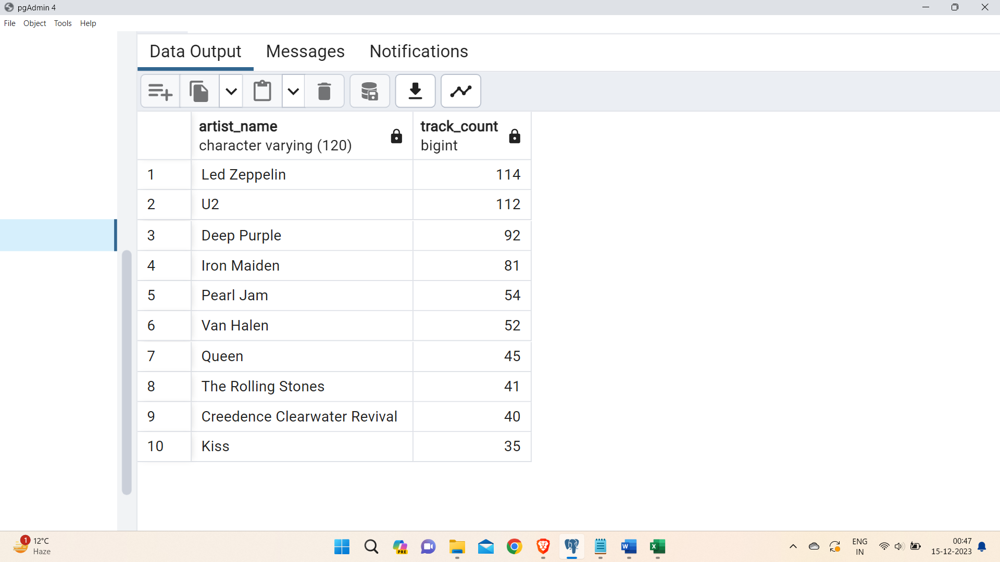 pgAdmin 4
File Object Tools Help
Data Output Messages Notifications
artist_name track_count
character varying (120) bigint
1 Led Zeppelin 114
2 U2 112
3 Deep Purple 92
4 Iron Maiden 81
5 Pearl Jam 54
6 Van Halen 52
7 Queen 45
8 The Rolling Stones 41
9 Creedence Clearwater Revival 40
10 Kiss 35
1 12°C
Haze
PRE
W
X
ENG
IN
00:47
15-12-2023